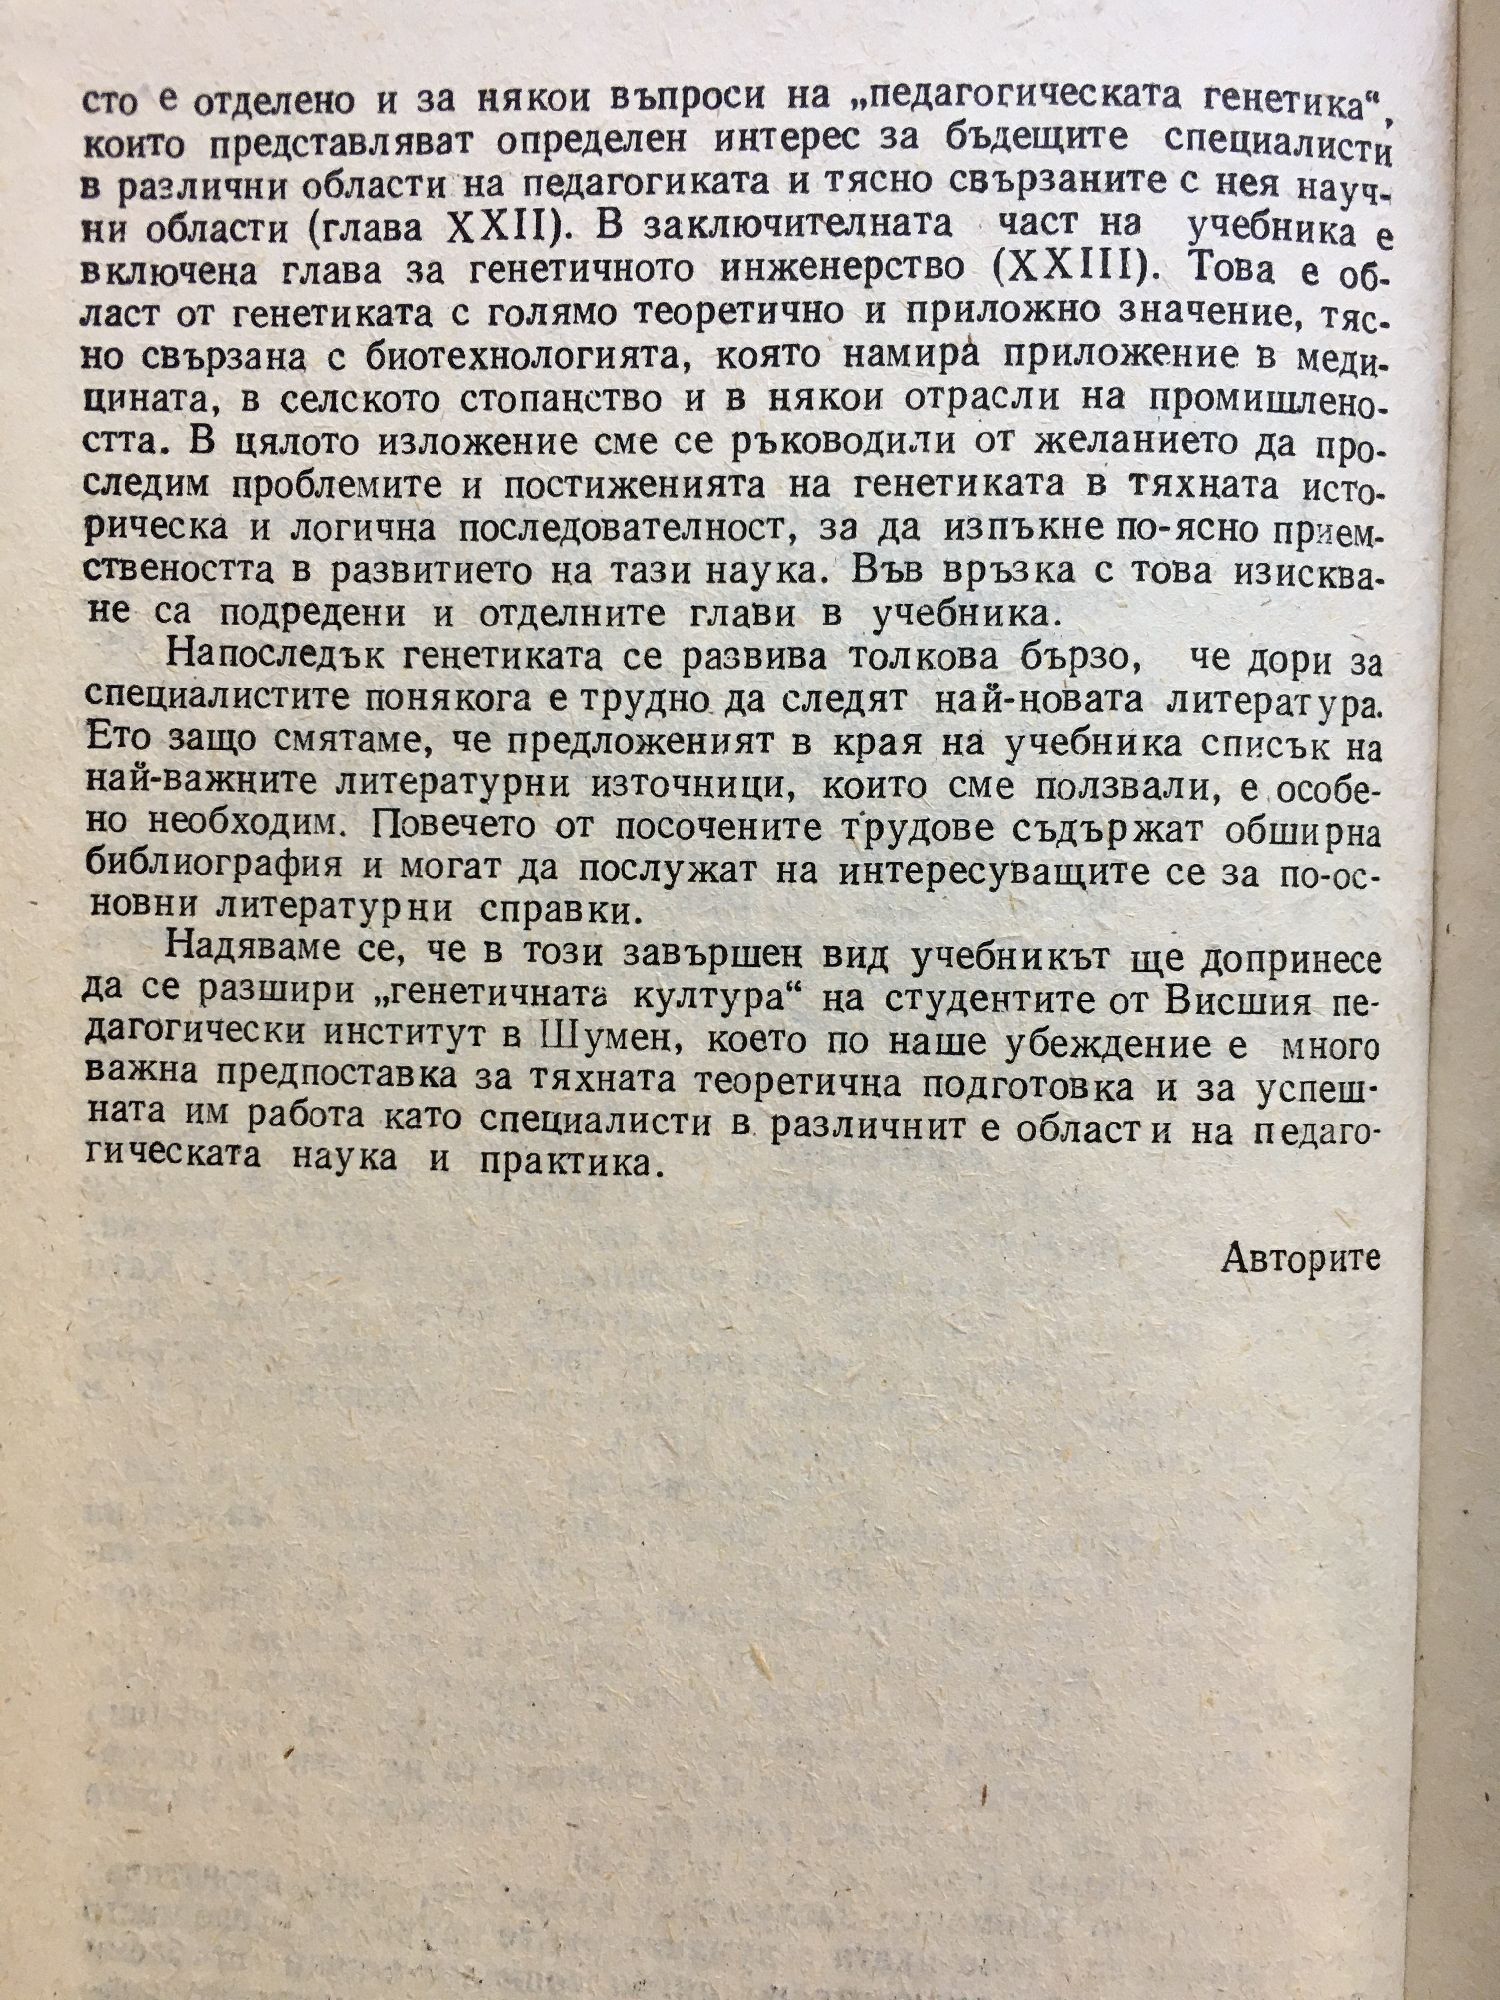 сто е отделено и за някои въпроси на „педагогическата генетика“,
които представляват определен интерес за бъдещите специалисти
в различни области на педагогиката и тясно свързаните с нея науч-
ни области (глава XXII). В заключителната част на учебника е
включена глава за генетичното инженерство (XXIII). Това е об-
ласт от генетиката с голямо теоретично и приложно значение, тяс-
но свързана с биотехнологията, която намира приложение в меди-
цината, в селското стопанство и в някои отрасли на промишлено-
стта. В цялото изложение сме се ръководили от желанието да про-
следим проблемите и постиженията на генетиката в тяхната исто-
рическа и логична последователност, за да изпъкне по-ясно прием-
ствеността в развитието на тази наука. Във връзка с това изисква-
не са подредени и отделните глави в учебника.
Напоследък генетиката се развива толкова бързо, че дори за
специалистите понякога е трудно да следят най-новата литература.
Ето защо смятаме, че предложеният в края на учебника списък на
най-важните литературни източници, които сме ползвали, е особе-
но необходим. Повечето от посочените трудове съдържат обширна
библиография и могат да послужат на интересуващите се за по-ос-
новни литературни справки.
Надяваме се, че в този завършен вид учебникът ще допринесе
да се разшири „генетичната култура“ на студентите от Висшия пе-
дагогически институт в Шумен, което по наше убеждение е много
важна предпоставка за тяхната теоретична подготовка и за успеш-
ната им работа като специалисти в различните области на педаго-
гическата наука и практика.
Авторите